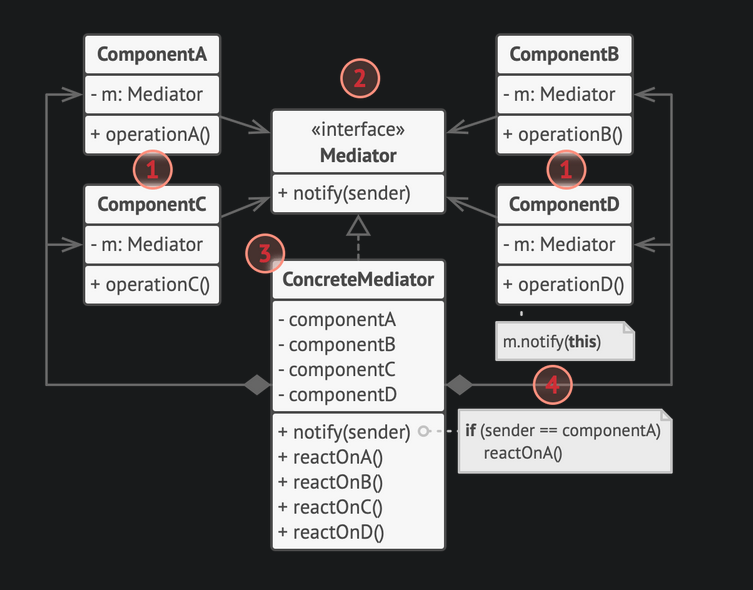 ComponentA
- m: Mediator
+ operationA()
1
ComponentC
- m: Mediator
+ operationC()
2
«interface»
Mediator
+ notify(sender)
ComponentB
- m: Mediator
+ operationB()
1
ComponentD
- m: Mediator
+ operationD()
m.notify(this)
3
ConcreteMediator
- componentA
- componentB
- componentC
- componentD
+ notify(sender)
+ reactOnA()
+ reactOnB()
+ reactOnC()
+ reactOnD()
4
if (sender == componentA)
reactOnA()